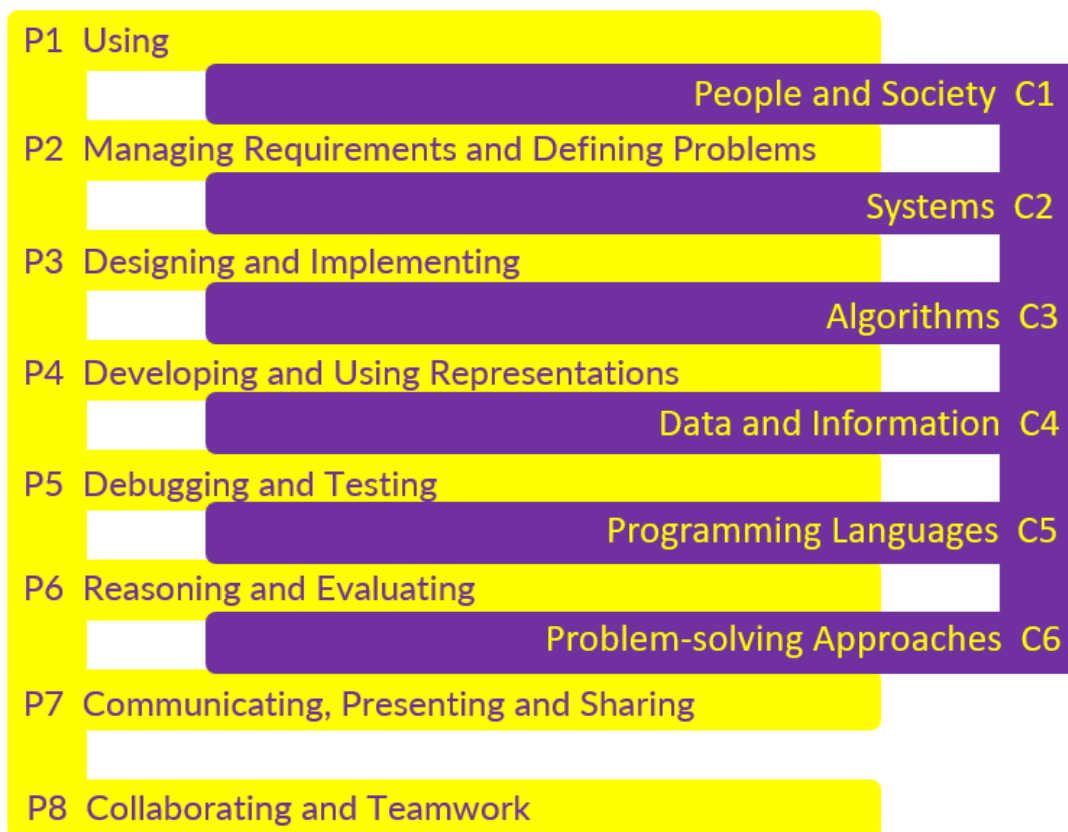 P1 Using
People and Society C1
P2 Managing Requirements and Defining Problems
Systems C2
P3 Designing and Implementing
Algorithms C3
P4 Developing and Using Representations
Data and Information C4
P5 Debugging and Testing
Programming Languages C5
P6 Reasoning and Evaluating
Problem-solving Approaches C6
P7 Communicating, Presenting and Sharing
P8 Collaborating and Teamwork